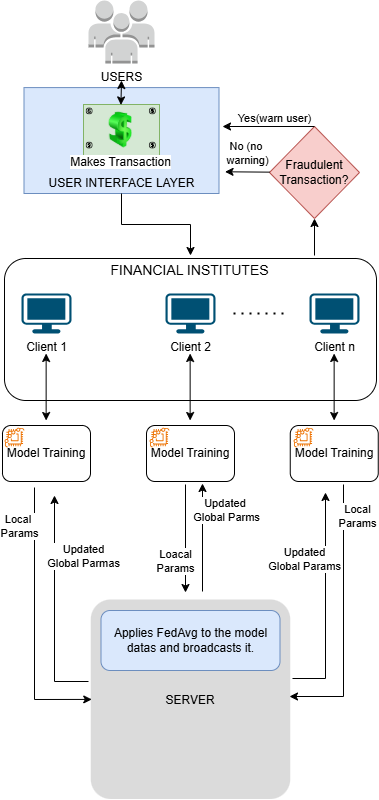 USERS
Makes Transaction
USER INTERFACE LAYER
Yes(warn user)
No (no
warning)
Fraudulent
Transaction?
FINANCIAL INSTITUTES
Client 1
Client 2
Client n
Model Training
Model Training
Model Training
Local
Params
Updated
Global Parmas
Loacal
Params
Updated
Global Parms
Updated
Global Params
Local
Params
Applies FedAvg to the model
datas and broadcasts it.
SERVER